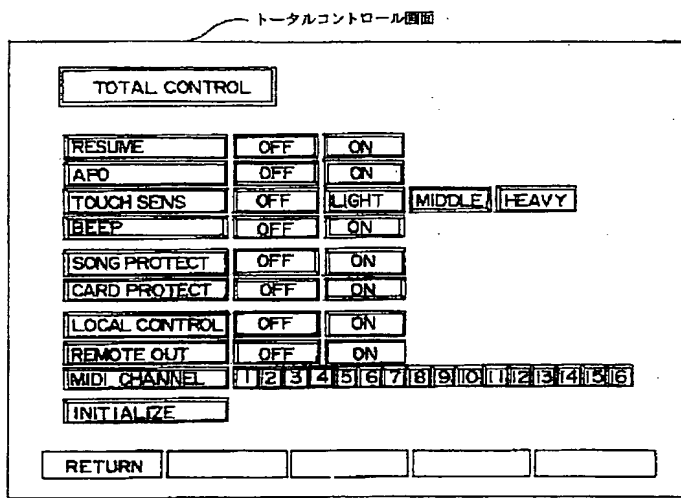 トータルコントロール画面
TOTAL CONTROL
RESUME OFF ON
APO OFF ON
TOUCH SENS OFF LIGHT MIDDLE HEAVY
BEEP OFF ON
SONG PROTECT OFF ON
CARD PROTECT OFF ON
LOCAL CONTROL OFF ON
REMOTE OUT OFF ON
MIDI CHANNEL 1 2 3 4 5 6 7 8 9 10 11 12 13 14 15 16
INITIALIZE
RETURN